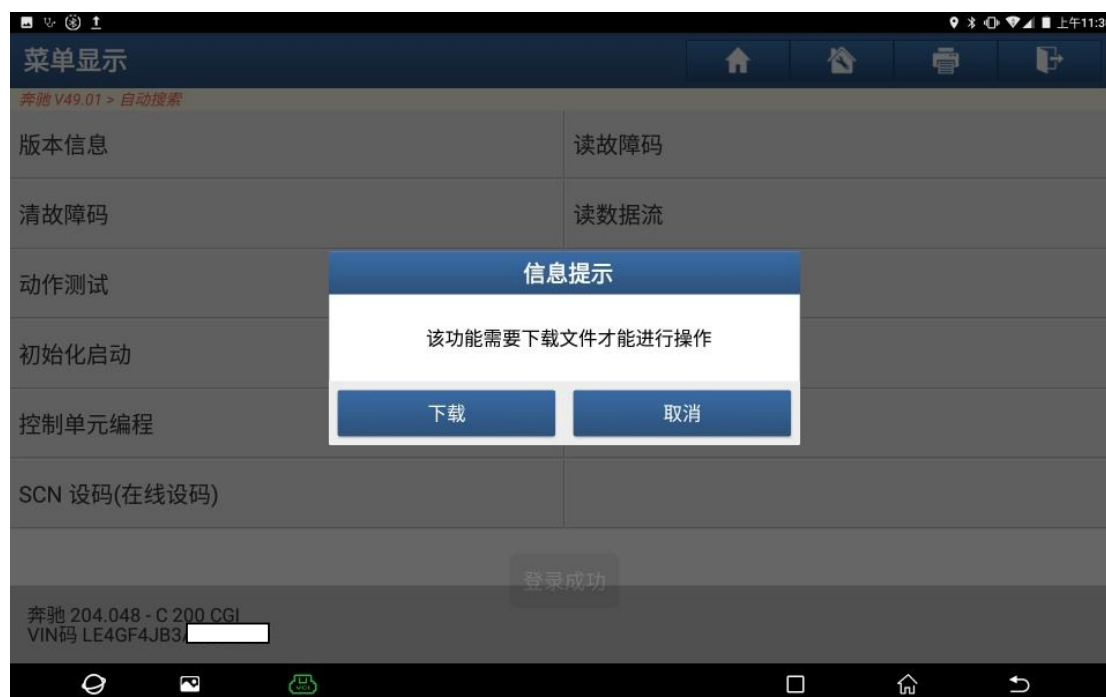 上午11:3
菜单显示
奔驰 V49.01 > 自动搜索
版本信息
读故障码
清故障码
读数据流
动作测试
信息提示
该功能需要下载文件才能进行操作
初始化启动
下载
取消
控制单元编程
SCN 设码(在线设码)
登录成功
奔驰 204.048 - C 200 CGI
VIN码 LE4GF4JB3
VCI